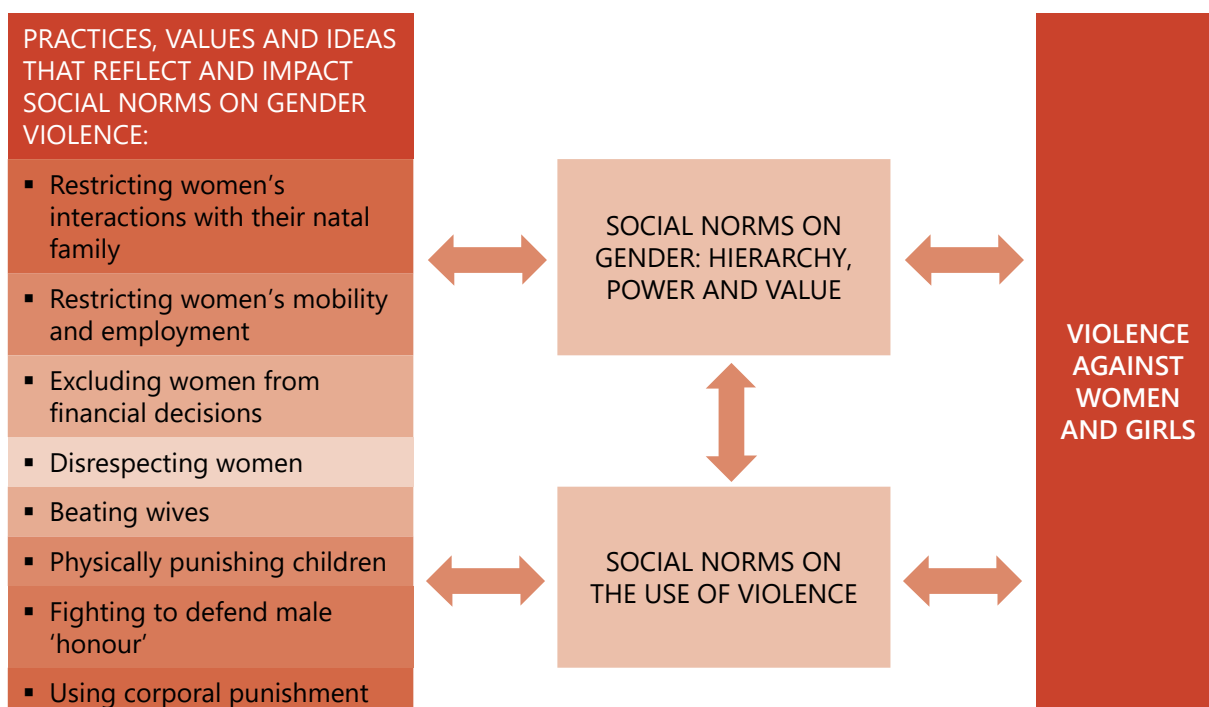 PRACTICES, VALUES AND IDEAS
THAT REFLECT AND IMPACT
SOCIAL NORMS ON GENDER
VIOLENCE:
▪ Restricting women’s
interactions with their natal
family
▪ Restricting women’s mobility
and employment
▪ Excluding women from
financial decisions
▪ Disrespecting women
▪ Beating wives
▪ Physically punishing children
▪ Fighting to defend male
‘honour’
▪ Using corporal punishment
SOCIAL NORMS ON
GENDER: HIERARCHY,
POWER AND VALUE
SOCIAL NORMS ON
THE USE OF VIOLENCE
VIOLENCE
AGAINST
WOMEN
AND GIRLS